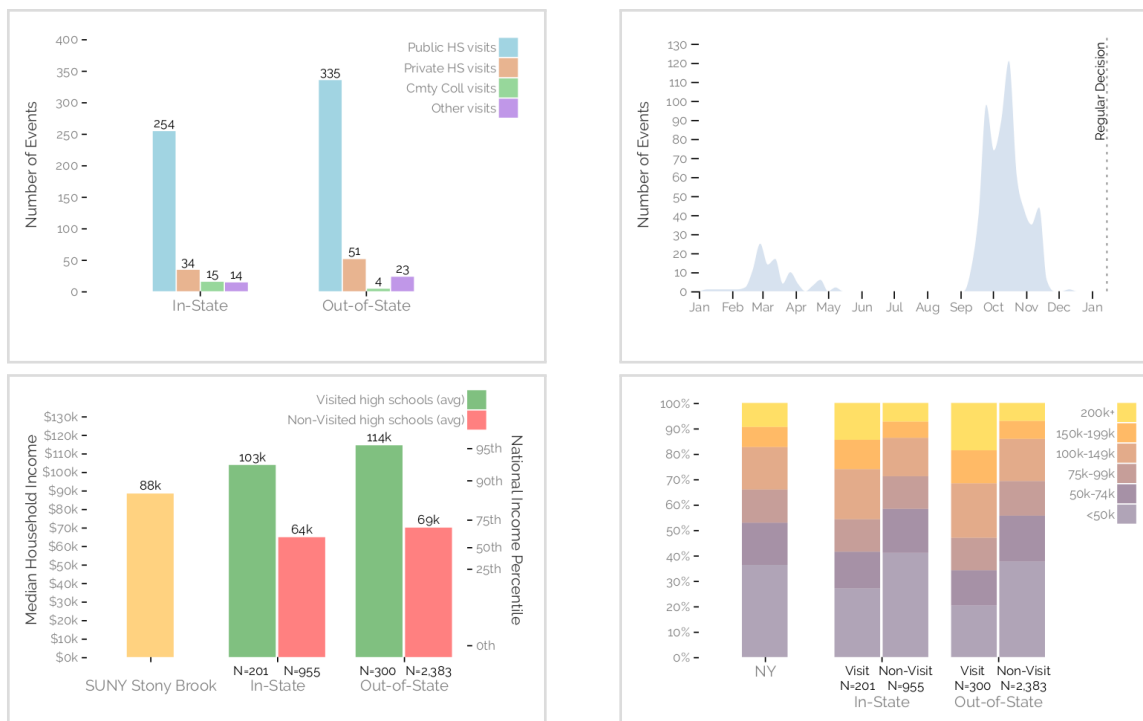 400
350
300
250
200
150
100
50
0
Number of Events
254
34
15
14
335
51
4
23
In-State
Out-of-State
Public HS visits
Private HS visits
Cmty Coll visits
Other visits
130
120
110
100
90
80
70
60
50
40
30
20
10
0
Number of Events
Regular Decision
Jan Feb Mar Apr May Jun Jul Aug Sep Oct Nov Dec Jan
Visited high schools (avg)
Non-Visited high schools (avg)
$130k
$120k
$110k
$100k
$90k
$80k
$70k
$60k
$50k
$40k
$30k
$20k
$10k
$0k
Median Household Income
88k
103k
64k
114k
69k
95th
90th
75th
50th
25th
0th
National Income Percentile
N=201 N=955 N=300 N=2,383
SUNY Stony Brook In-State Out-of-State
100%
90%
80%
70%
60%
50%
40%
30%
20%
10%
0%
200k+
150k-199k
100k-149k
75k-99k
50k-74k
<50k
NY
Visit Non-Visit Visit Non-Visit
N=201 N=955 N=300 N=2,383
In-State Out-of-State